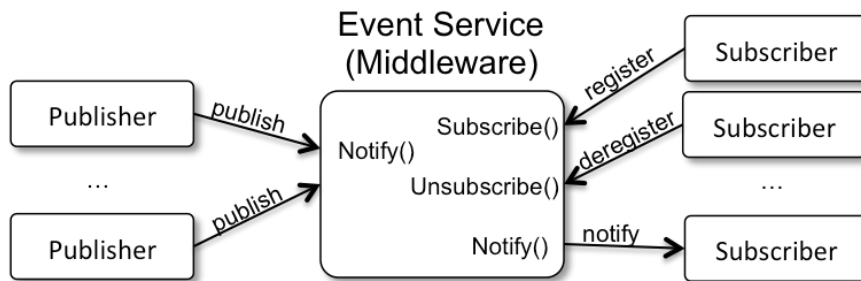 Event Service
(Middleware)
Publisher
publish
...
publish
Publisher
Notify()
Subscribe()
Unsubscribe()
Notify()
register
deregister
notify
Subscriber
Subscriber
...
Subscriber